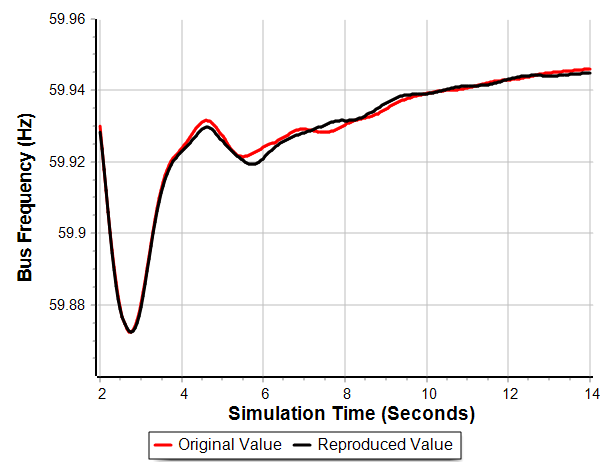 59.96
59.94
59.92
59.9
59.88
Bus Frequency (Hz)
2 4 6 8 10 12 14
Simulation Time (Seconds)
Original Value Reproduced Value